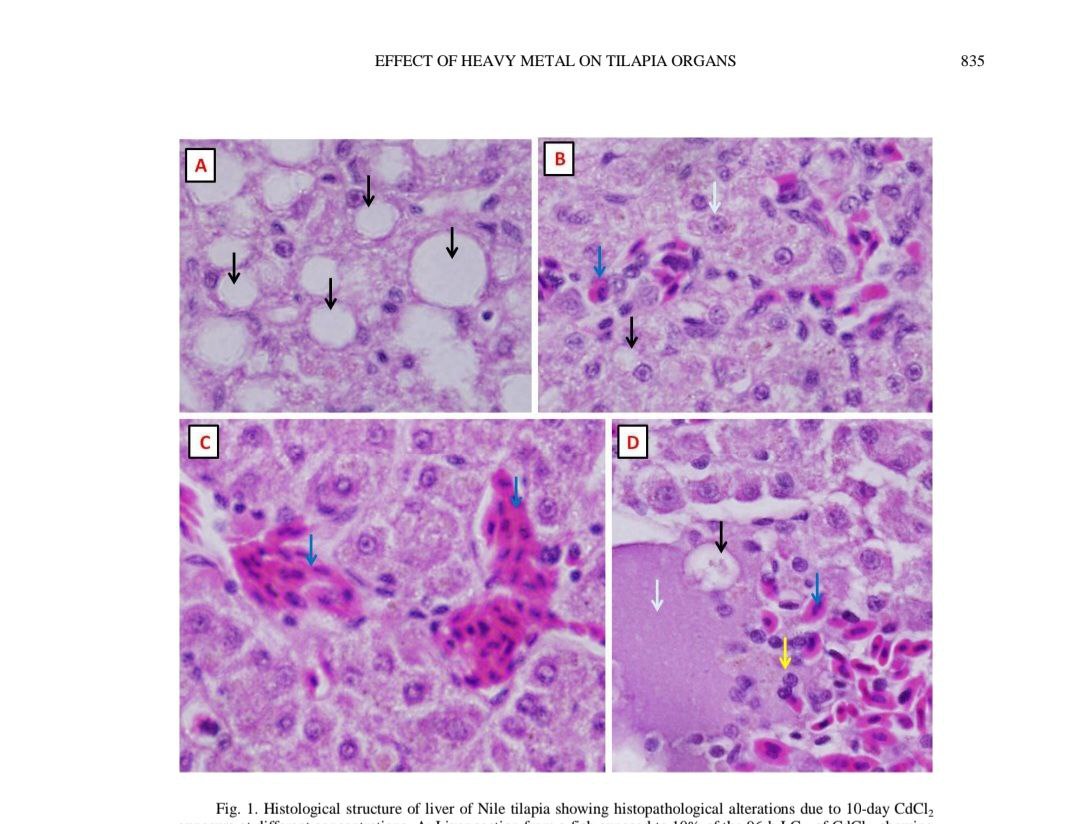 EFFECT OF HEAVY METAL ON TILAPIA ORGANS 835
A
B
C
D
Fig. 1. Histological structure of liver of Nile tilapia showing histopathological alterations due to 10-day CdCl₂